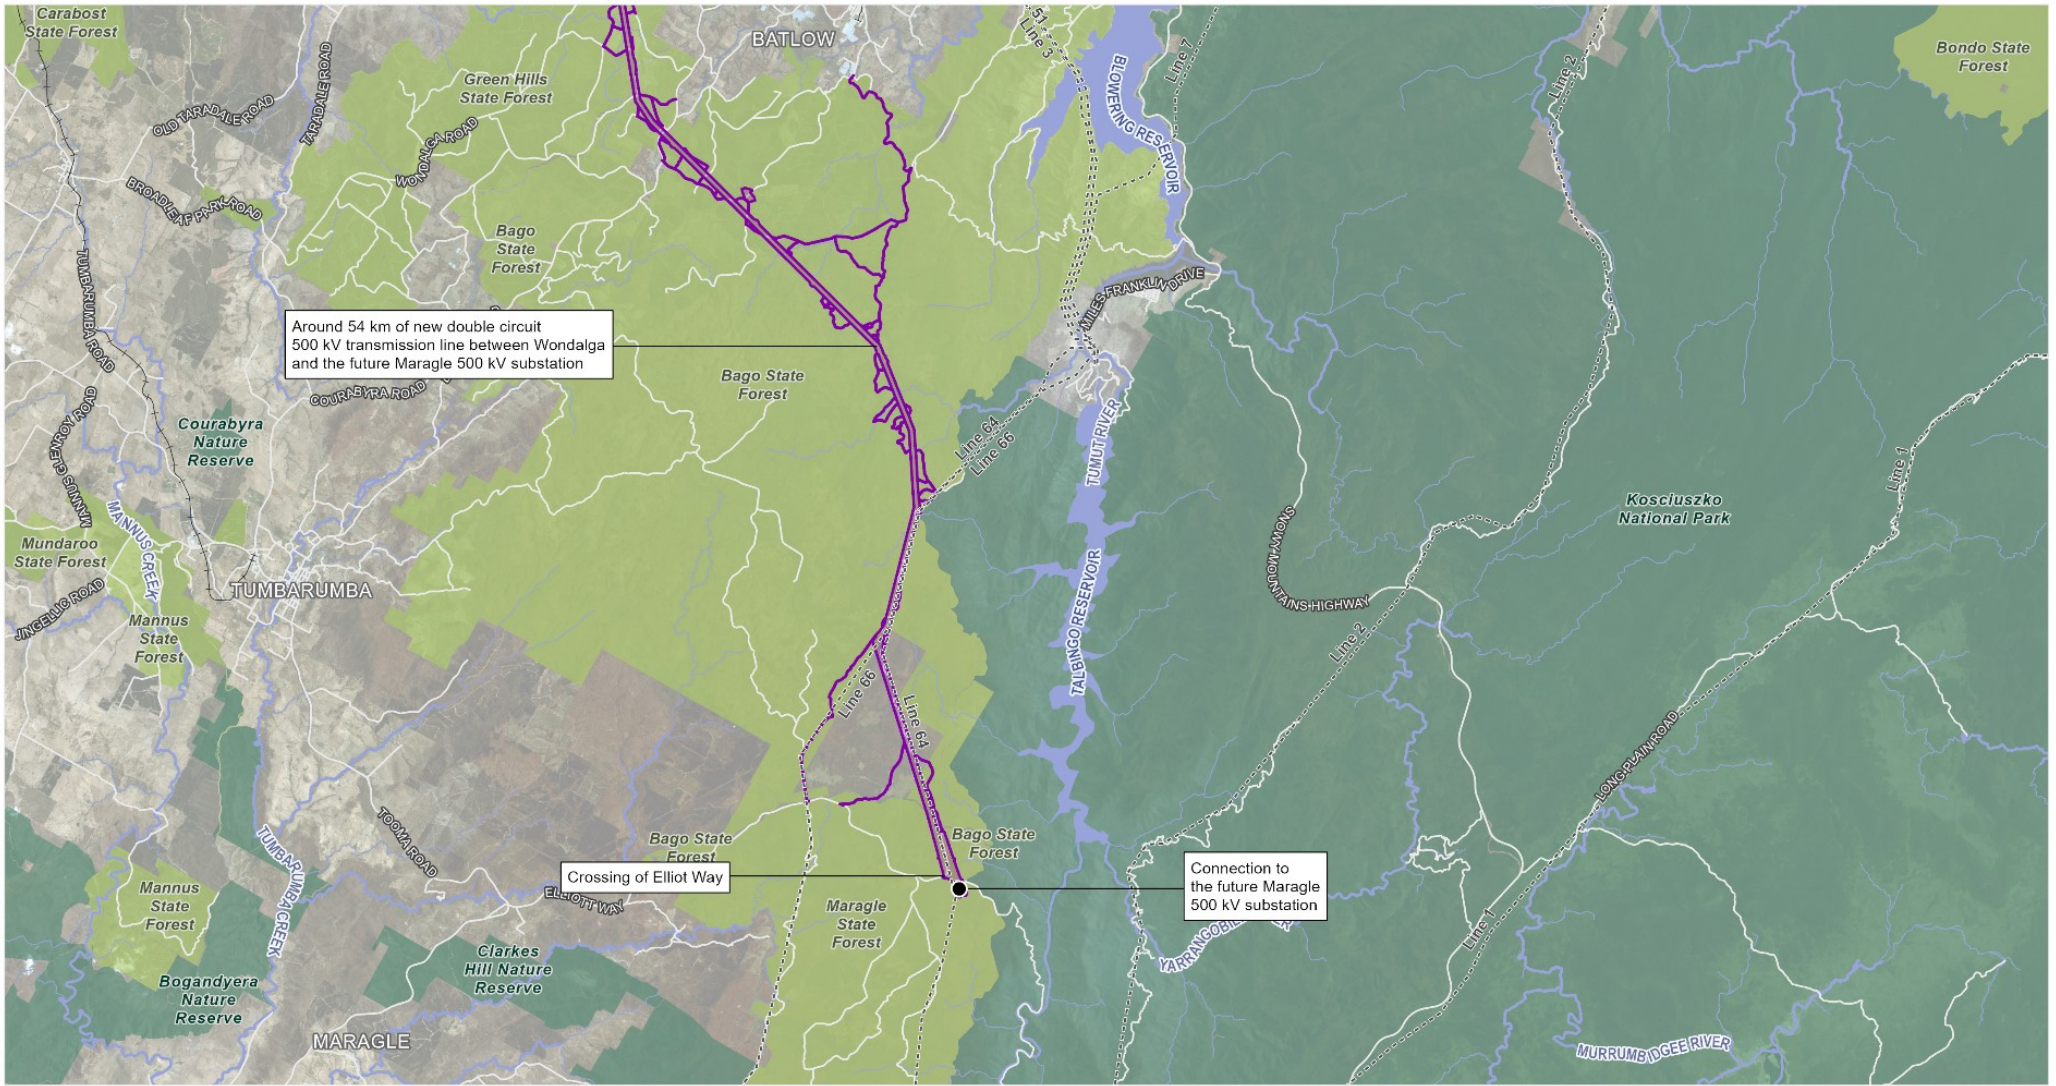 Carabost
State Forest
BATLOW
51
Line 3
Line 7
BLOWERING RESERVOIR
Line 2
Bondo State
Forest
Green Hills
State Forest
OLD TARADALE ROAD
TARADALE ROAD
WONDALGA ROAD
BROADLEAF PARK ROAD
Bago
State
Forest
TUMBARUMBA ROAD
MILES FRANKLIN DRIVE
Around 54 km of new double circuit
500 kV transmission line between Wondalga
and the future Maragle 500 kV substation
COURABYRA ROAD
Bago State
Forest
MANNUS GLENROY ROAD
Courabyra
Nature
Reserve
Line 64
Line 66
TUMUT RIVER
Line 1
Kosciuszko
National Park
MANNUS CREEK
Mundaroo
State Forest
SNOWY MOUNTAINS HIGHWAY
TALBINGO RESERVOIR
TUMBARUMBA
JINGELLIC ROAD
Mannus
State
Forest
Line 2
Line 66
Line 64
LONG PLAIN ROAD
TOOMA ROAD
TUMBARUMBA CREEK
Bago State
Forest
Bago State
Forest
Crossing of Elliot Way
Connection to
the future Maragle
500 kV substation
ELLIOTT WAY
Mannus
State
Forest
Maragle
State
Forest
Line 1
Clarkes
Hill Nature
Reserve
Bogandyera
Nature
Reserve
MARAGLE
MURRUMBIDGEE RIVER